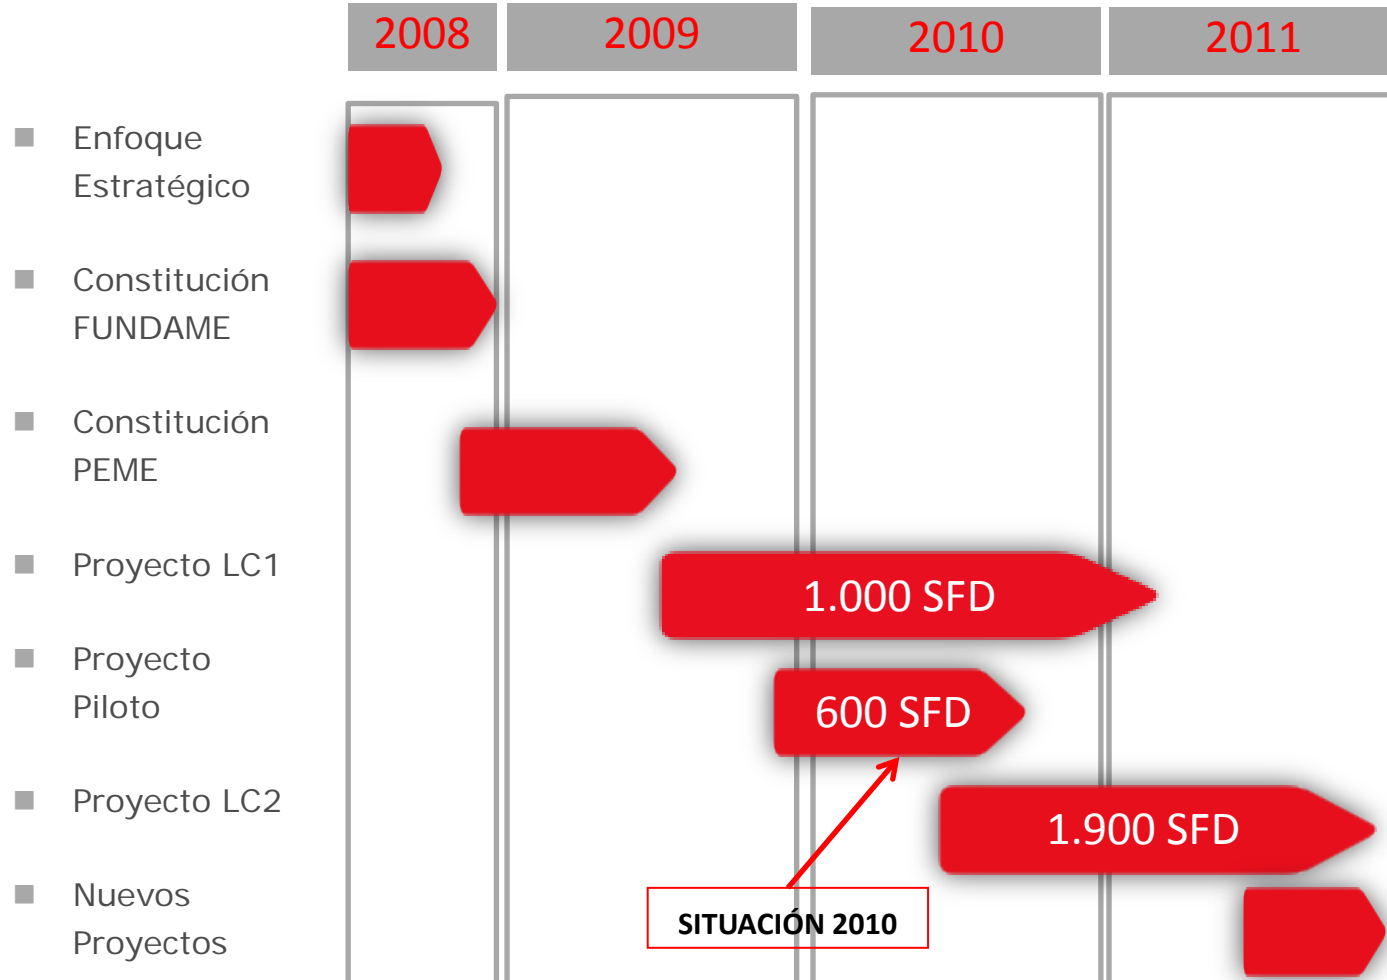 2008 2009 2010 2011
Enfoque
Estratégico
Constitución
FUNDAME
Constitución
PEME
Proyecto LC1
1.000 SFD
Proyecto
Piloto
600 SFD
Proyecto LC2
1.900 SFD
Nuevos
Proyectos
SITUACIÓN 2010